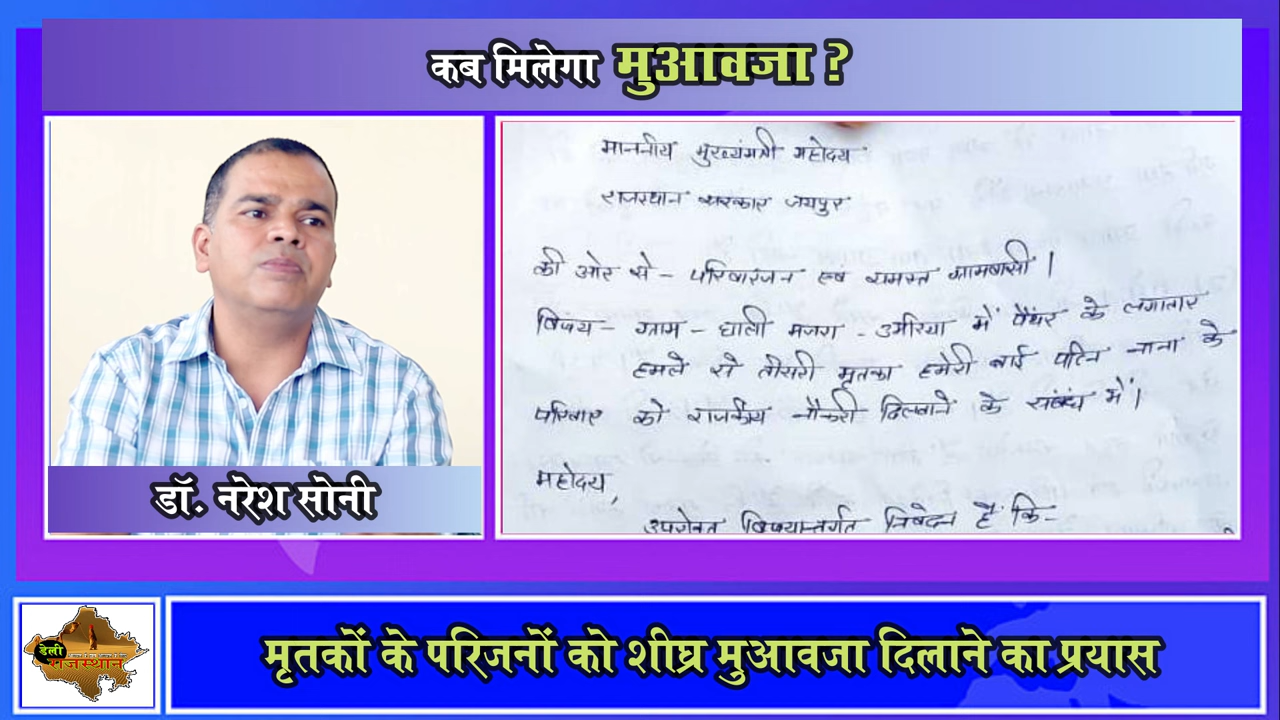 कब मिलेगा मुआवजा ?
माननीय मुख्यमंत्री महोदय
राजस्थान सरकार जयपुर
की ओर से - परिवारजन एवं समस्त ग्रामवासी।
विषय - ग्राम - घाली मजरा - उमरिया में पैंथर के लगातार
हमले से तीसरी मृतका हमेरी बाई पत्नि नाना के
परिवार को राजकीय नौकरी दिलवाने के संबंध में।
महोदय,
उपरोक्त विषयान्तर्गत निवेदन है कि-
डॉ. नरेश सोनी
डेली
राजस्थान
मृतकों के परिजनों को शीघ्र मुआवजा दिलाने का प्रयास